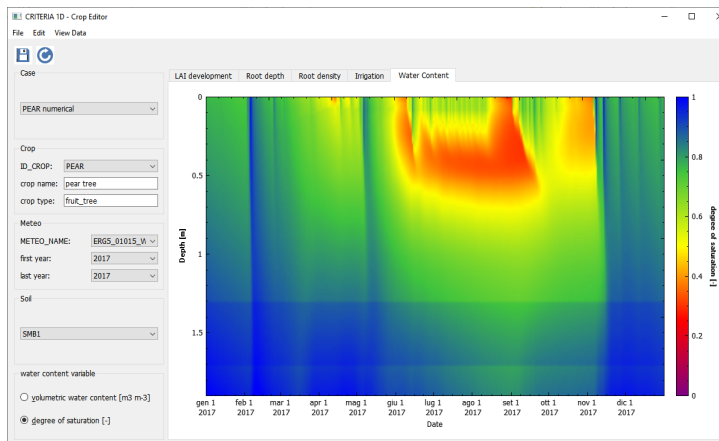 CRITERIA 1D - Crop Editor
File Edit View Data
Case
PEAR numerical
Crop
ID_CROP: PEAR
crop name: pear tree
crop type: fruit_tree
Meteo
METEO_NAME: ERG5_01015_V
first year: 2017
last year: 2017
Soil
SMB1
water content variable
volumetric water content [m3 m-3]
degree of saturation [-]
LAI development Root depth Root density Irrigation Water Content
Depth [m]
0
0.5
1
1.5
gen 1 feb 1 mar 1 apr 1 mag 1 giu 1 lug 1 ago 1 set 1 ott 1 nov 1 dic 1
2017 2017 2017 2017 2017 2017 2017 2017 2017 2017 2017 2017
Date
1
0.8
0.6
0.4
0.2
0
degree of saturation [-]